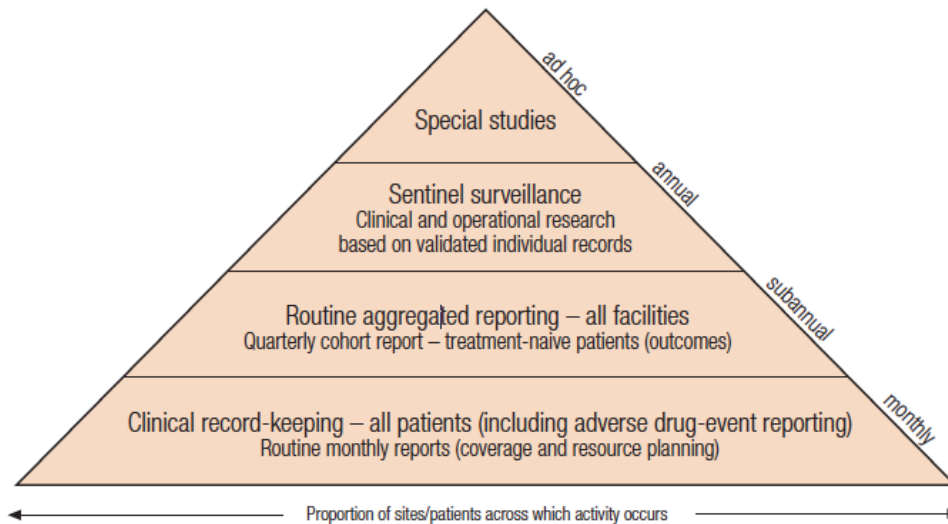 ad hoc
Special studies
annual
Sentinel surveillance
Clinical and operational research
based on validated individual records
subannual
Routine aggregated reporting – all facilities
Quarterly cohort report – treatment-naive patients (outcomes)
monthly
Clinical record-keeping – all patients (including adverse drug-event reporting)
Routine monthly reports (coverage and resource planning)
Proportion of sites/patients across which activity occurs